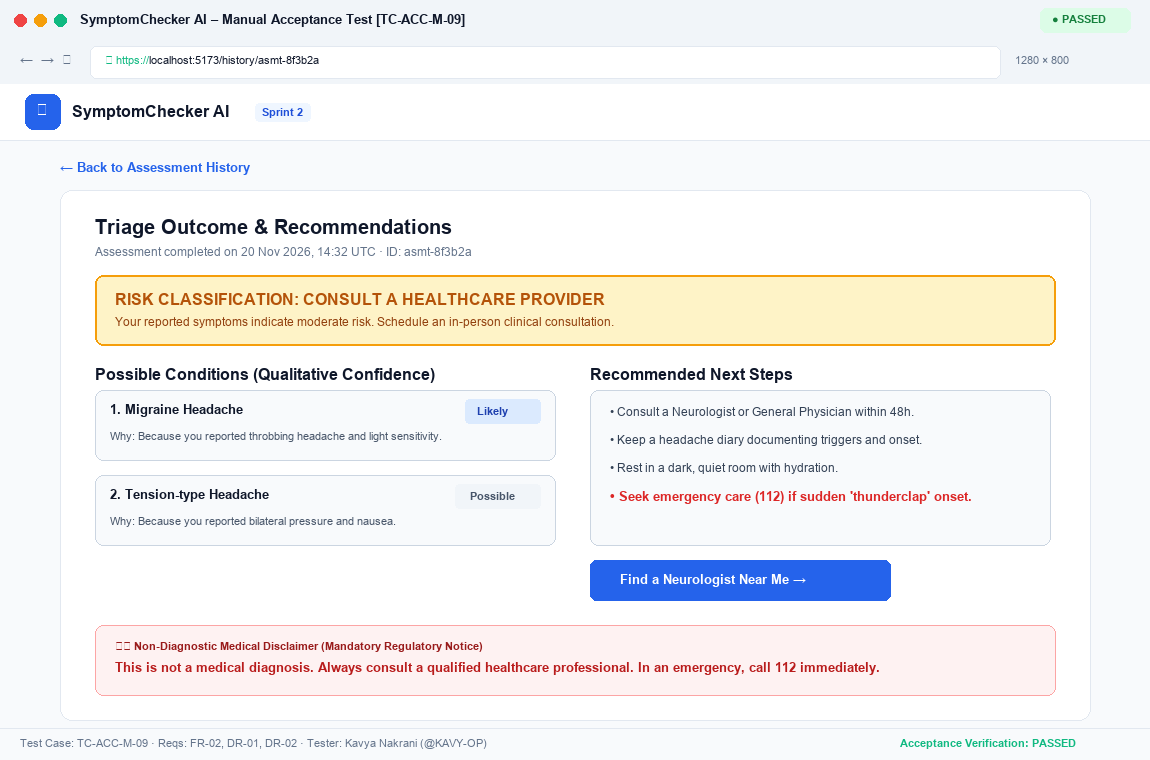 SymptomChecker AI – Manual Acceptance Test [TC-ACC-M-09]
● PASSED
← →
https://localhost:5173/history/asmt-8f3b2a
1280 × 800
SymptomChecker AI
Sprint 2
← Back to Assessment History
Triage Outcome & Recommendations
Assessment completed on 20 Nov 2026, 14:32 UTC · ID: asmt-8f3b2a
RISK CLASSIFICATION: CONSULT A HEALTHCARE PROVIDER
Your reported symptoms indicate moderate risk. Schedule an in-person clinical consultation.
Possible Conditions (Qualitative Confidence)
1. Migraine Headache
Likely
Why: Because you reported throbbing headache and light sensitivity.
2. Tension-type Headache
Possible
Why: Because you reported bilateral pressure and nausea.
Recommended Next Steps
• Consult a Neurologist or General Physician within 48h.
• Keep a headache diary documenting triggers and onset.
• Rest in a dark, quiet room with hydration.
• Seek emergency care (112) if sudden 'thunderclap' onset.
Find a Neurologist Near Me →
Non-Diagnostic Medical Disclaimer (Mandatory Regulatory Notice)
This is not a medical diagnosis. Always consult a qualified healthcare professional. In an emergency, call 112 immediately.
Test Case: TC-ACC-M-09 · Reqs: FR-02, DR-01, DR-02 · Tester: Kavya Nakrani (@KAVY-OP)
Acceptance Verification: PASSED